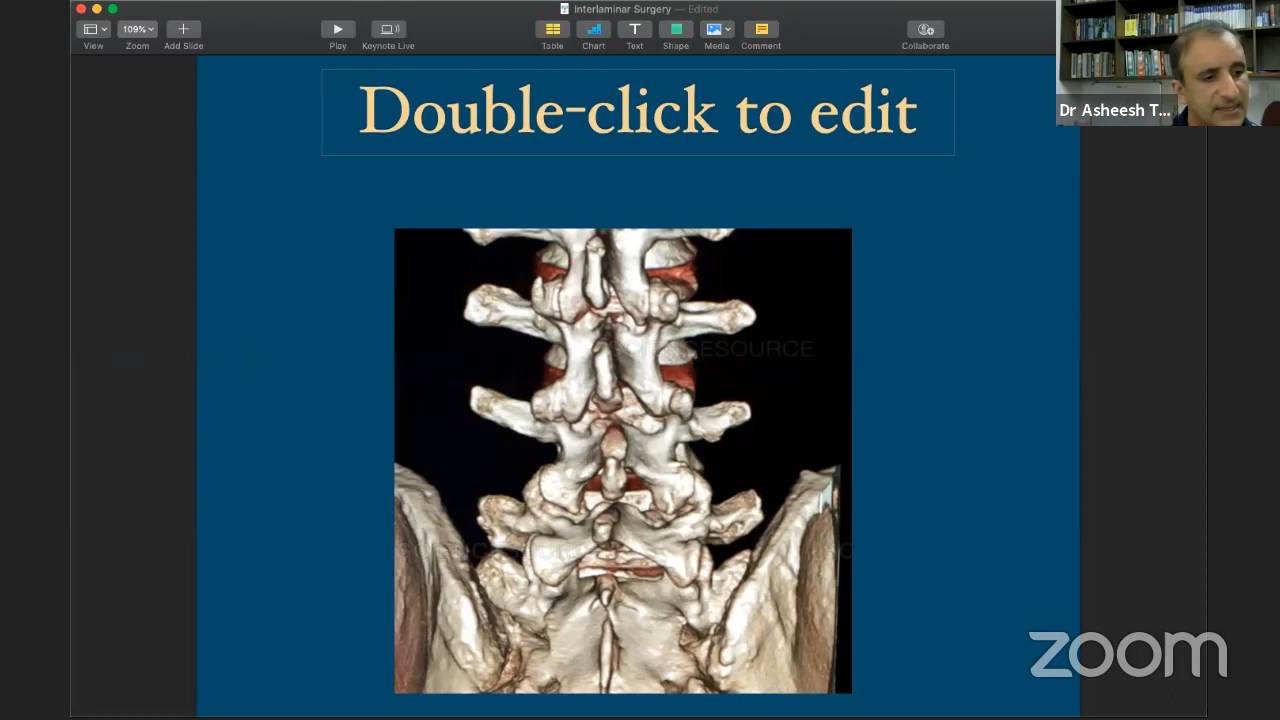 Interlaminar Surgery — Edited
109%
View
Zoom
Add Slide
Play
Keynote Live
Table
Chart
Text
Shape
Media
Comment
Collaborate
Dr Asheesh T...
Double-click to edit
SCIENCESOURCE
zoom